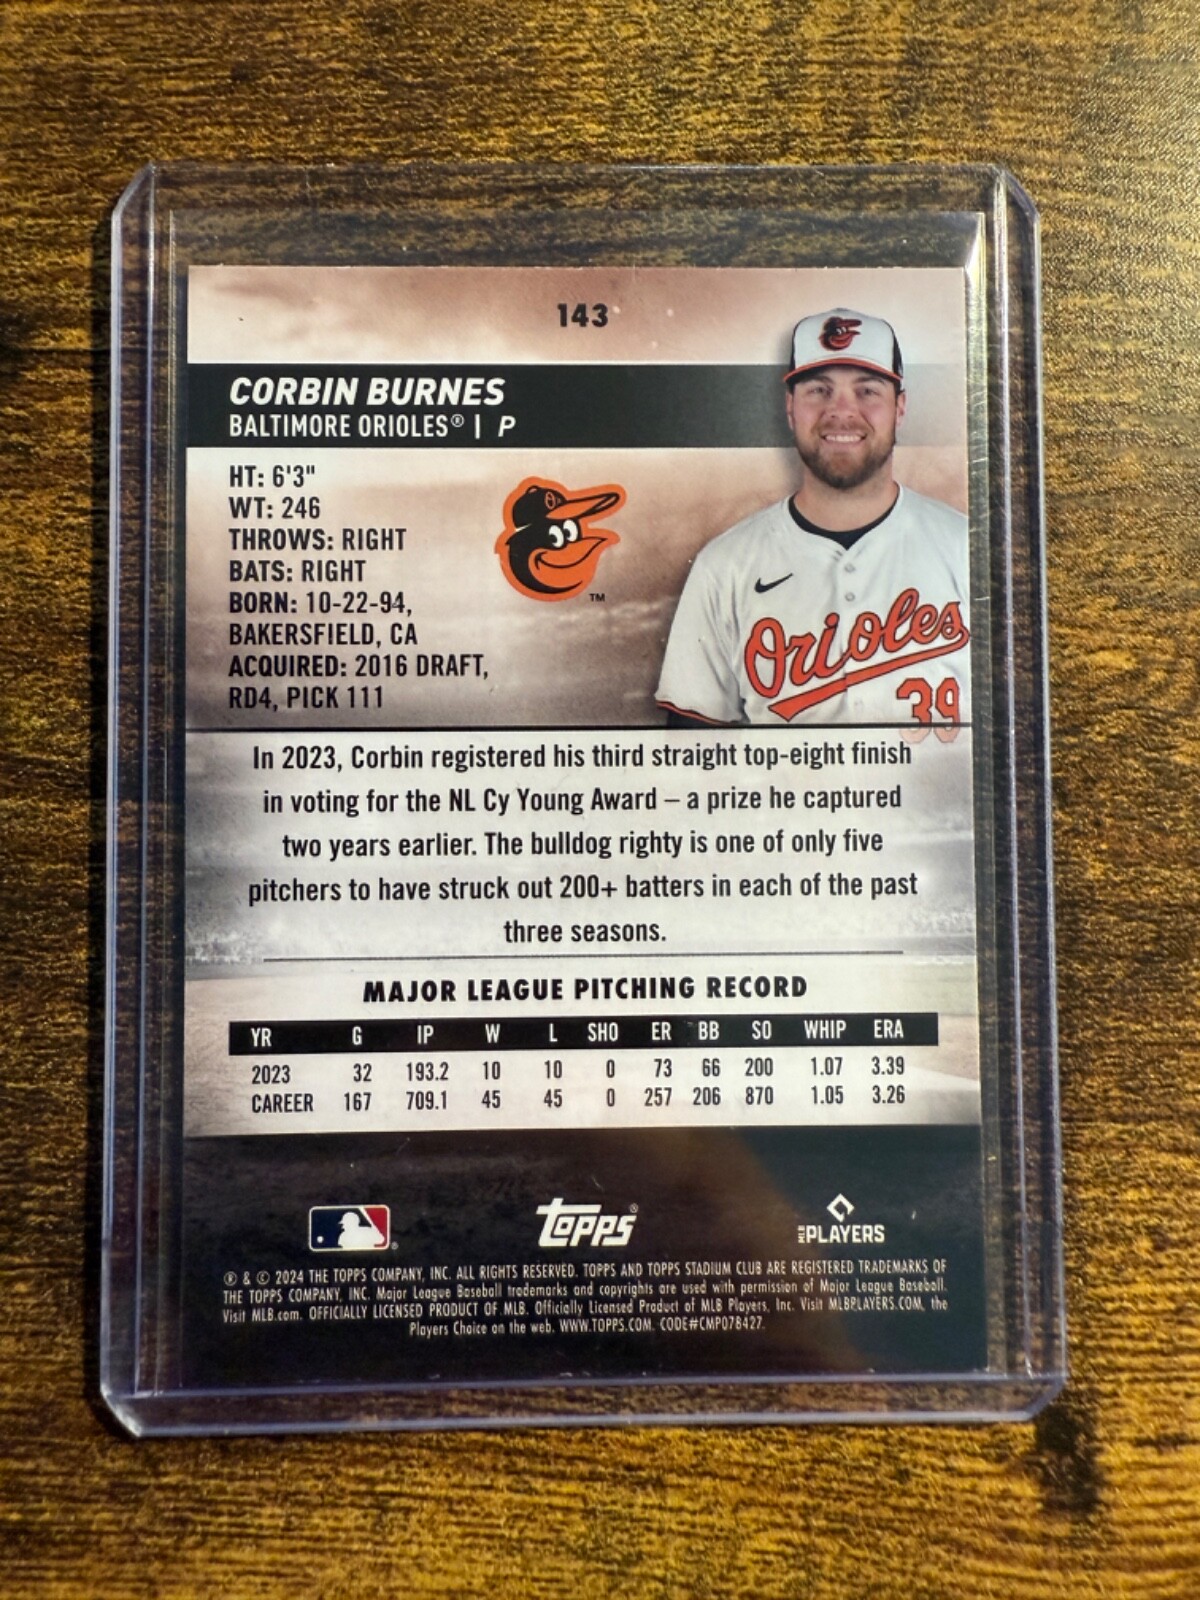 143
CORBIN BURNES
BALTIMORE ORIOLES® | P
HT: 6'3"
WT: 246
THROWS: RIGHT
BATS: RIGHT
BORN: 10-22-94,
BAKERSFIELD, CA
ACQUIRED: 2016 DRAFT,
RD4, PICK 111
TM
Orioles
39
In 2023, Corbin registered his third straight top-eight finish
in voting for the NL Cy Young Award – a prize he captured
two years earlier. The bulldog righty is one of only five
pitchers to have struck out 200+ batters in each of the past
three seasons.
MAJOR LEAGUE PITCHING RECORD
YR G IP W L SHO ER BB SO WHIP ERA
2023 32 193.2 10 10 0 73 66 200 1.07 3.39
CAREER 167 709.1 45 45 0 257 206 870 1.05 3.26
Topps®
MLB PLAYERS
® & © 2024 THE TOPPS COMPANY, INC. ALL RIGHTS RESERVED. TOPPS AND TOPPS STADIUM CLUB ARE REGISTERED TRADEMARKS OF
THE TOPPS COMPANY, INC. Major League Baseball trademarks and copyrights are used with permission of Major League Baseball.
Visit MLB.com. OFFICIALLY LICENSED PRODUCT OF MLB. Officially Licensed Product of MLB Players, Inc. Visit MLBPLAYERS.COM, the
Players Choice on the web. WWW.TOPPS.COM. CODE#CMP078427.